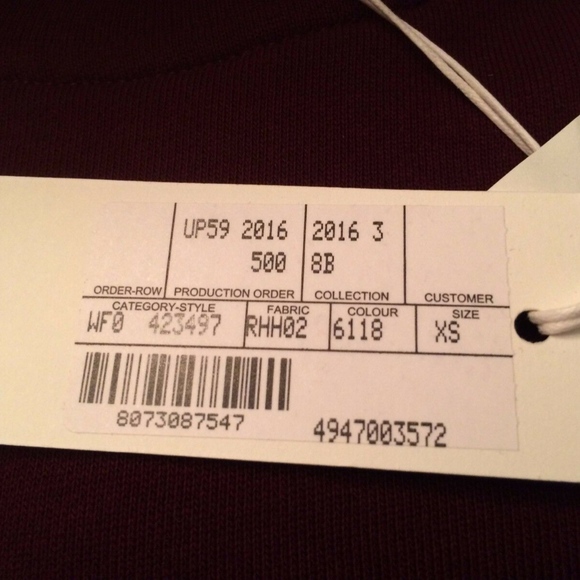 UP59 2016 2016 3
500 8B
ORDER-ROW PRODUCTION ORDER COLLECTION CUSTOMER
CATEGORY-STYLE FABRIC COLOUR SIZE
WF0 423497 RHH02 6118 XS
8073087547 4947003572